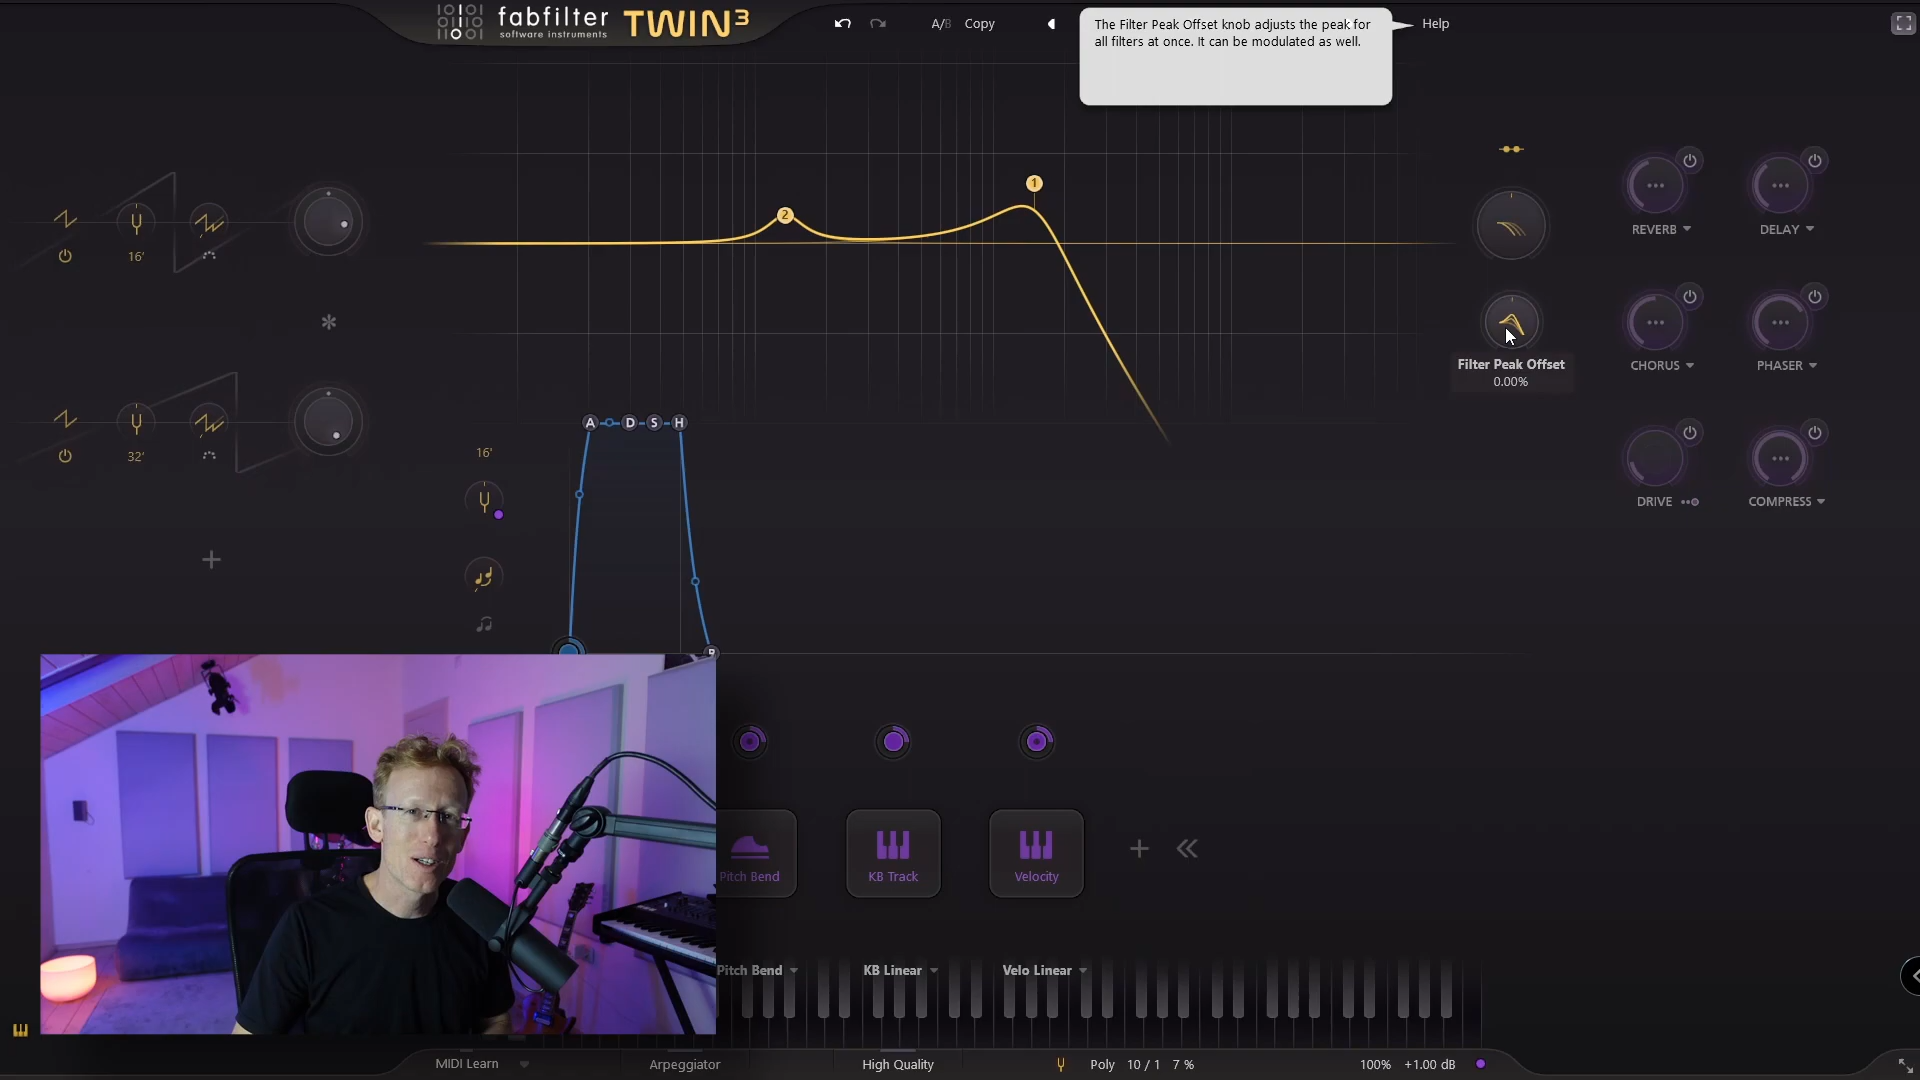 fabfilter
software instruments
TWIN3
A/B
Copy
The Filter Peak Offset knob adjusts the peak for
all filters at once. It can be modulated as well.
Help
2
1
16'
32'
Filter Peak Offset
0.00%
REVERB
DELAY
CHORUS
PHASER
DRIVE
COMPRESS
A
D
S
H
R
16'
Pitch Bend
KB Track
Velocity
Pitch Bend
KB Linear
Velo Linear
MIDI Learn
Arpeggiator
High Quality
Poly
10 / 1
7 %
100%
+1.00 dB